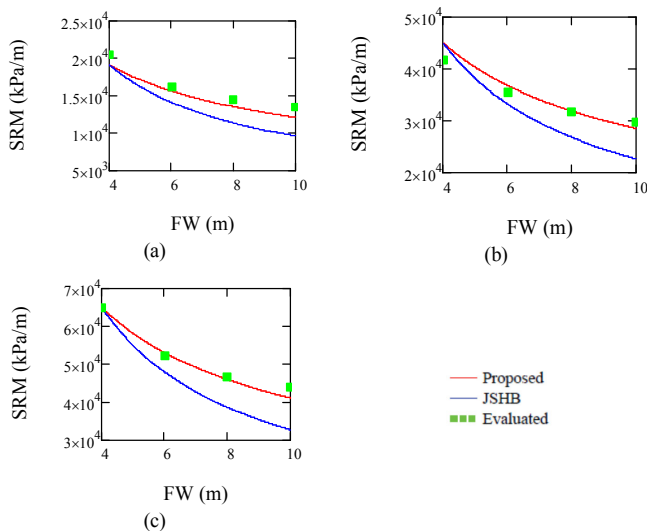 SRM (kPa/m)
2.5×10⁴
2×10⁴
1.5×10⁴
1×10⁴
5×10³
4 6 8 10
FW (m)
(a)
SRM (kPa/m)
5×10⁴
4×10⁴
3×10⁴
2×10⁴
4 6 8 10
FW (m)
(b)
SRM (kPa/m)
7×10⁴
6×10⁴
5×10⁴
4×10⁴
3×10⁴
4 6 8 10
FW (m)
(c)
Proposed
JSHB
Evaluated